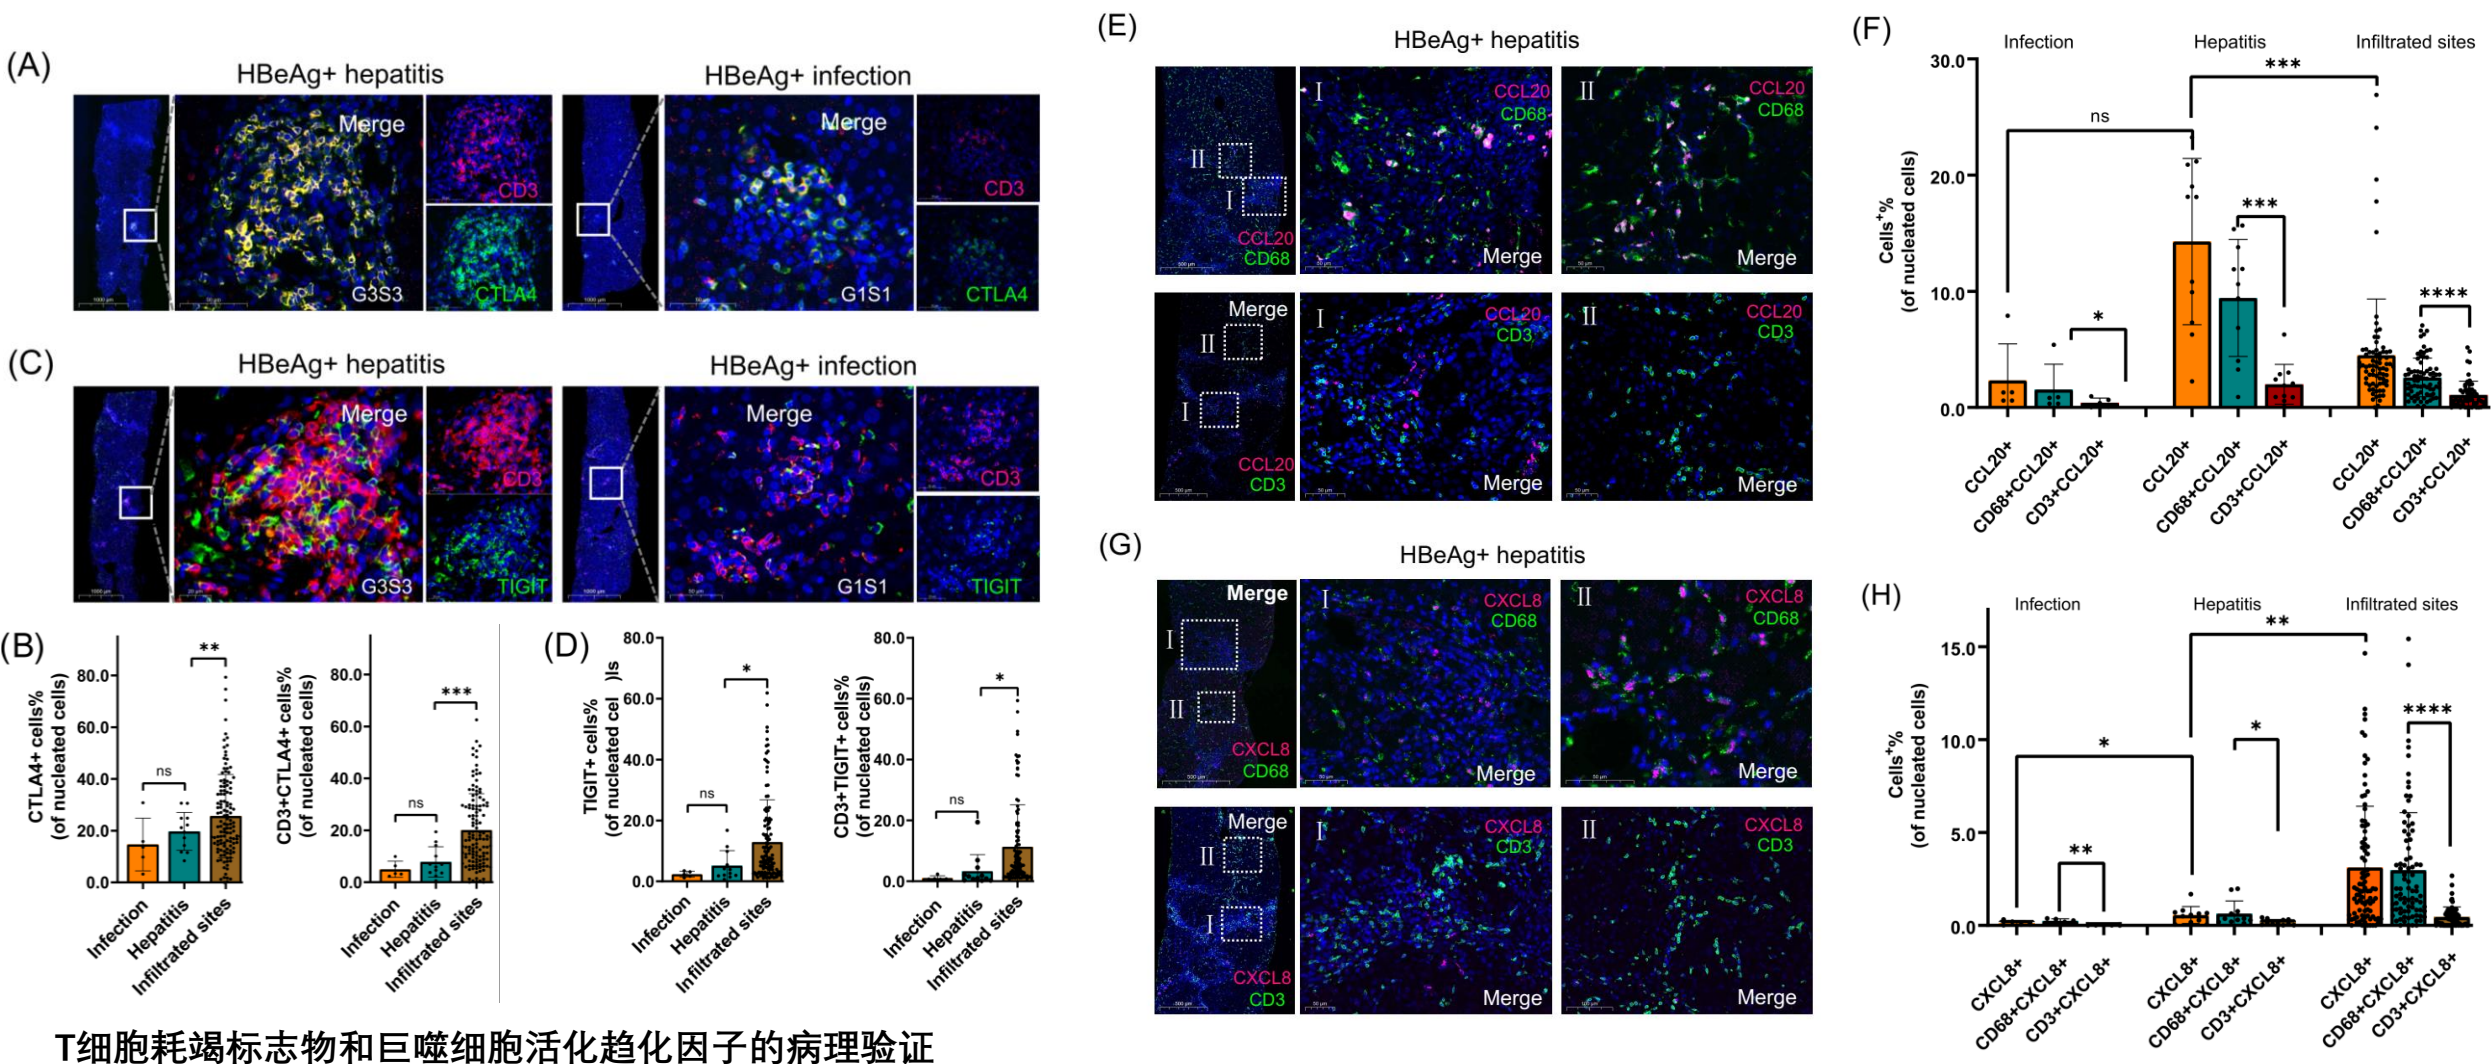 (A)
HBeAg+ hepatitis
HBeAg+ infection
Merge
G3S3
CD3
CTLA4
Merge
G1S1
CD3
CTLA4
(C)
HBeAg+ hepatitis
HBeAg+ infection
Merge
G3S3
CD3
TIGIT
Merge
G1S1
CD3
TIGIT
(B)
CTLA4+ cells%
(of nucleated cells)
80.0
60.0
40.0
20.0
0.0
ns
**
Infection
Hepatitis
Infiltrated sites
CD3+CTLA4+ cells%
(of nucleated cells)
80.0
60.0
40.0
20.0
0.0
ns
***
Infection
Hepatitis
Infiltrated sites
(D)
TIGIT+ cells%
(of nucleated cel )ls
80.0
60.0
40.0
20.0
0.0
ns
*
Infection
Hepatitis
Infiltrated sites
CD3+TIGIT+ cells%
(of nucleated cells)
80.0
60.0
40.0
20.0
0.0
ns
*
Infection
Hepatitis
Infiltrated sites
T细胞耗竭标志物和巨噬细胞活化趋化因子的病理验证
(E)
HBeAg+ hepatitis
II
I
CCL20
CD68
I
CCL20
CD68
Merge
II
CCL20
CD68
Merge
Merge
II
I
CCL20
CD3
I
CCL20
CD3
Merge
II
CCL20
CD3
Merge
(G)
HBeAg+ hepatitis
Merge
I
II
CXCL8
CD68
I
CXCL8
CD68
Merge
II
CXCL8
CD68
Merge
Merge
II
I
CXCL8
CD3
I
CXCL8
CD3
Merge
II
CXCL8
CD3
Merge
(F)
Infection
Hepatitis
Infiltrated sites
Cells+%
(of nucleated cells)
30.0
20.0
10.0
0.0
ns
***
*
***
****
CCL20+
CD68+CCL20+
CD3+CCL20+
CCL20+
CD68+CCL20+
CD3+CCL20+
CCL20+
CD68+CCL20+
CD3+CCL20+
(H)
Infection
Hepatitis
Infiltrated sites
Cells+%
(of nucleated cells)
15.0
10.0
5.0
0.0
*
**
**
*
****
CXCL8+
CD68+CXCL8+
CD3+CXCL8+
CXCL8+
CD68+CXCL8+
CD3+CXCL8+
CXCL8+
CD68+CXCL8+
CD3+CXCL8+